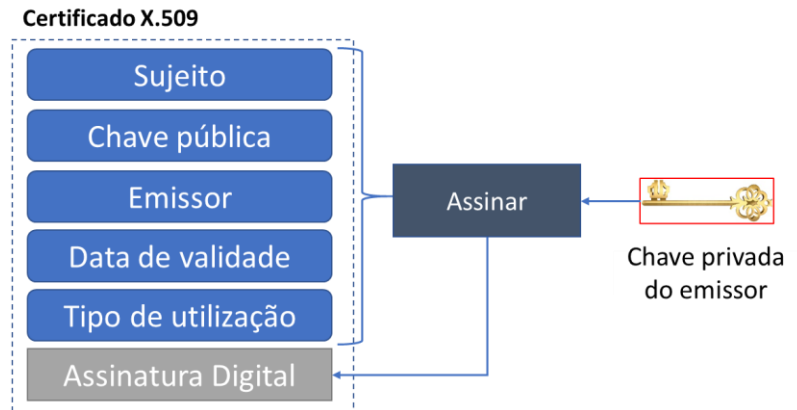 Certificado X.509
Sujeito
Chave pública
Emissor
Data de validade
Tipo de utilização
Assinatura Digital
Assinar
Chave privada
do emissor